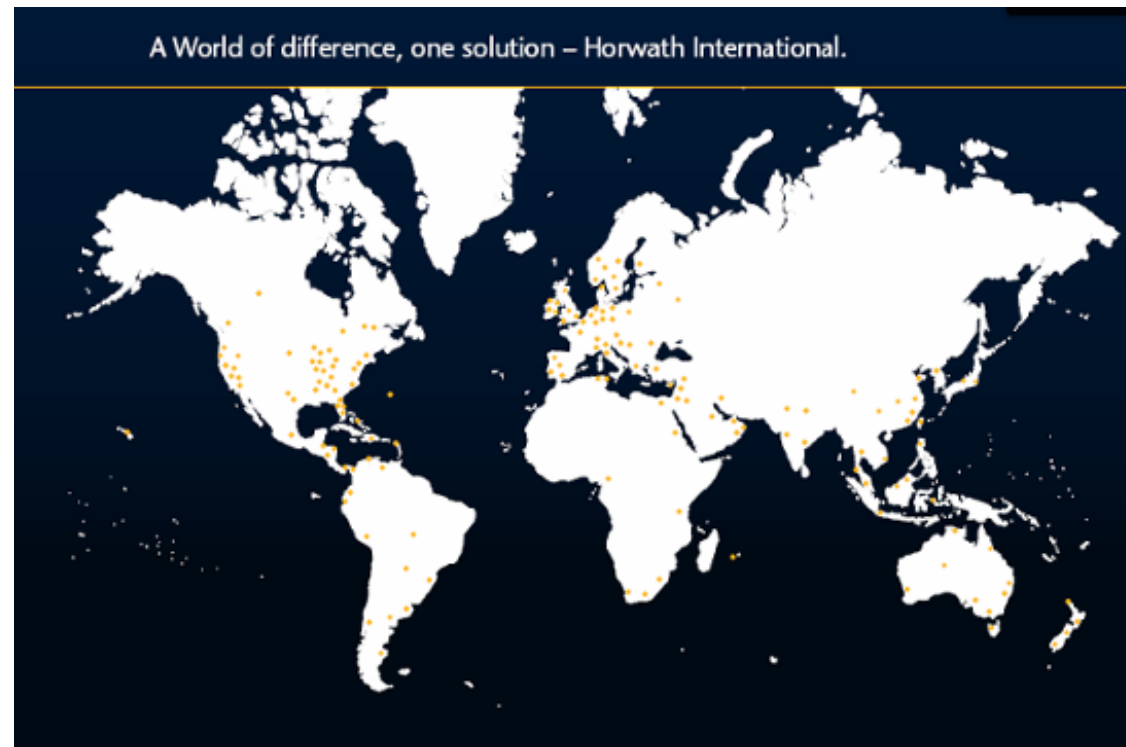 A World of difference, one solution – Horwath International.